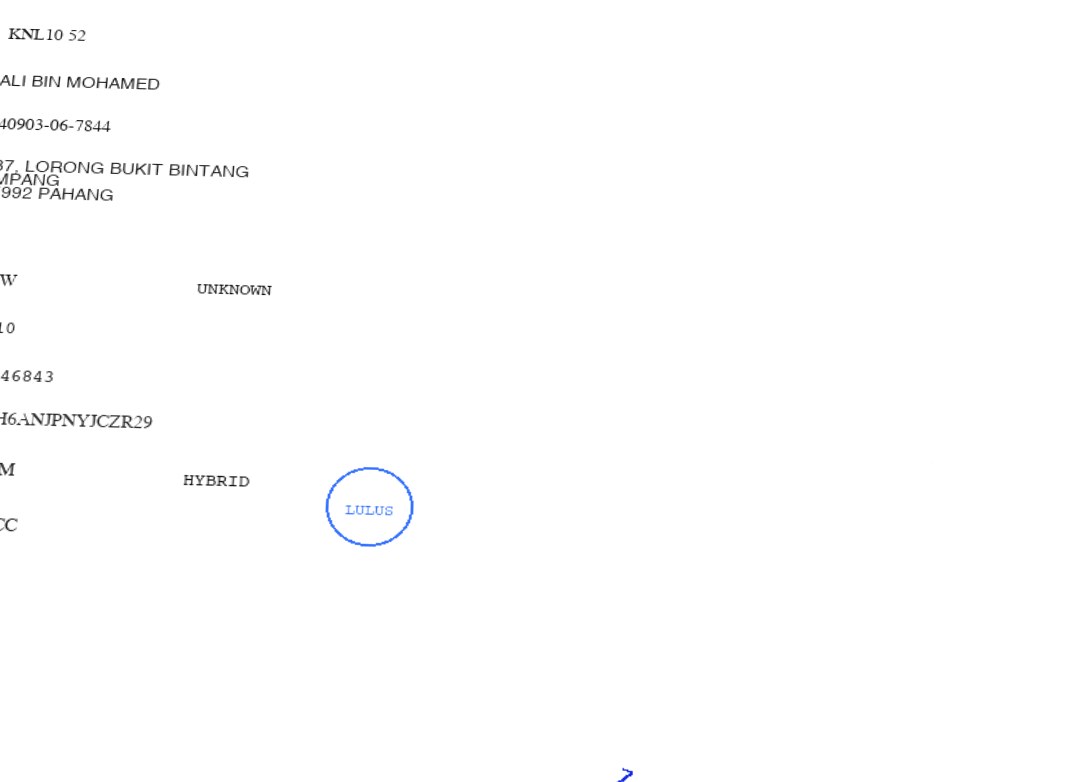 KNL10 52
ALI BIN MOHAMED
40903-06-7844
37, LORONG BUKIT BINTANG
MPANG
992 PAHANG
W
UNKNOWN
10
46843
H6ANJPNYJCZR29
M
HYBRID
LULUS
CC